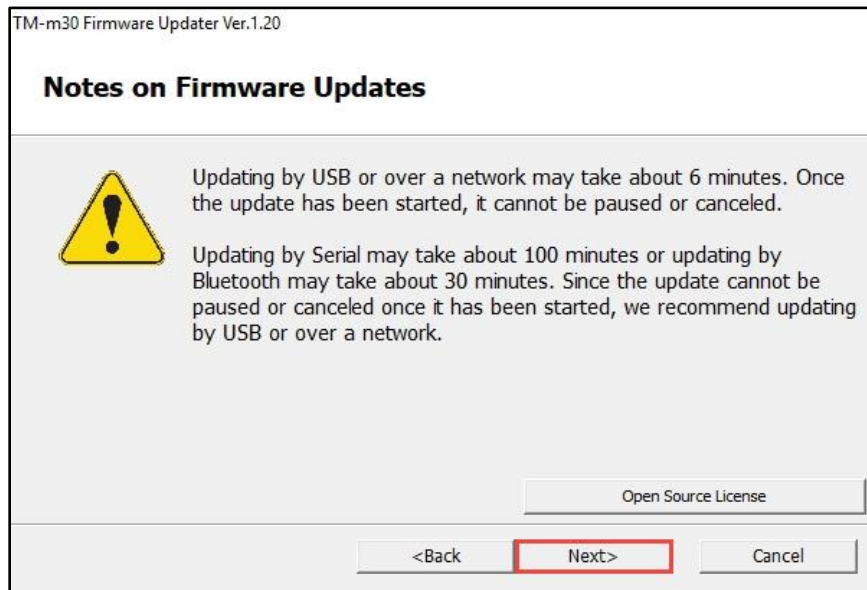 TM-m30 Firmware Updater Ver.1.20
Notes on Firmware Updates
Updating by USB or over a network may take about 6 minutes. Once
the update has been started, it cannot be paused or canceled.
Updating by Serial may take about 100 minutes or updating by
Bluetooth may take about 30 minutes. Since the update cannot be
paused or canceled once it has been started, we recommend updating
by USB or over a network.
Open Source License
<Back
Next>
Cancel